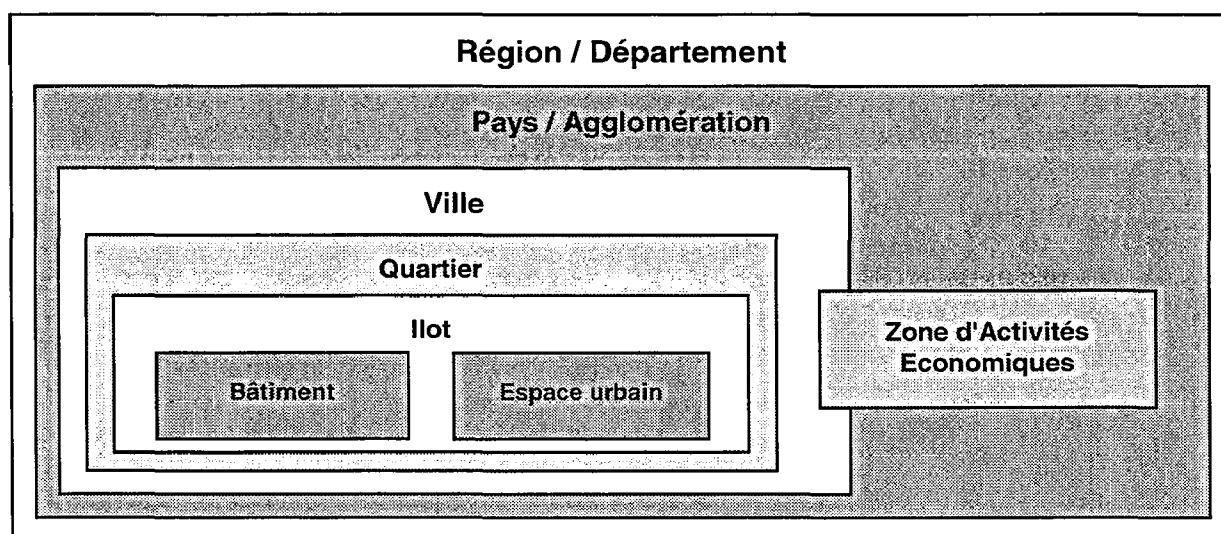 Région / Département
Pays / Agglomération
Ville
Quartier
Ilot
Bâtiment
Espace urbain
Zone d'Activités
Economiques